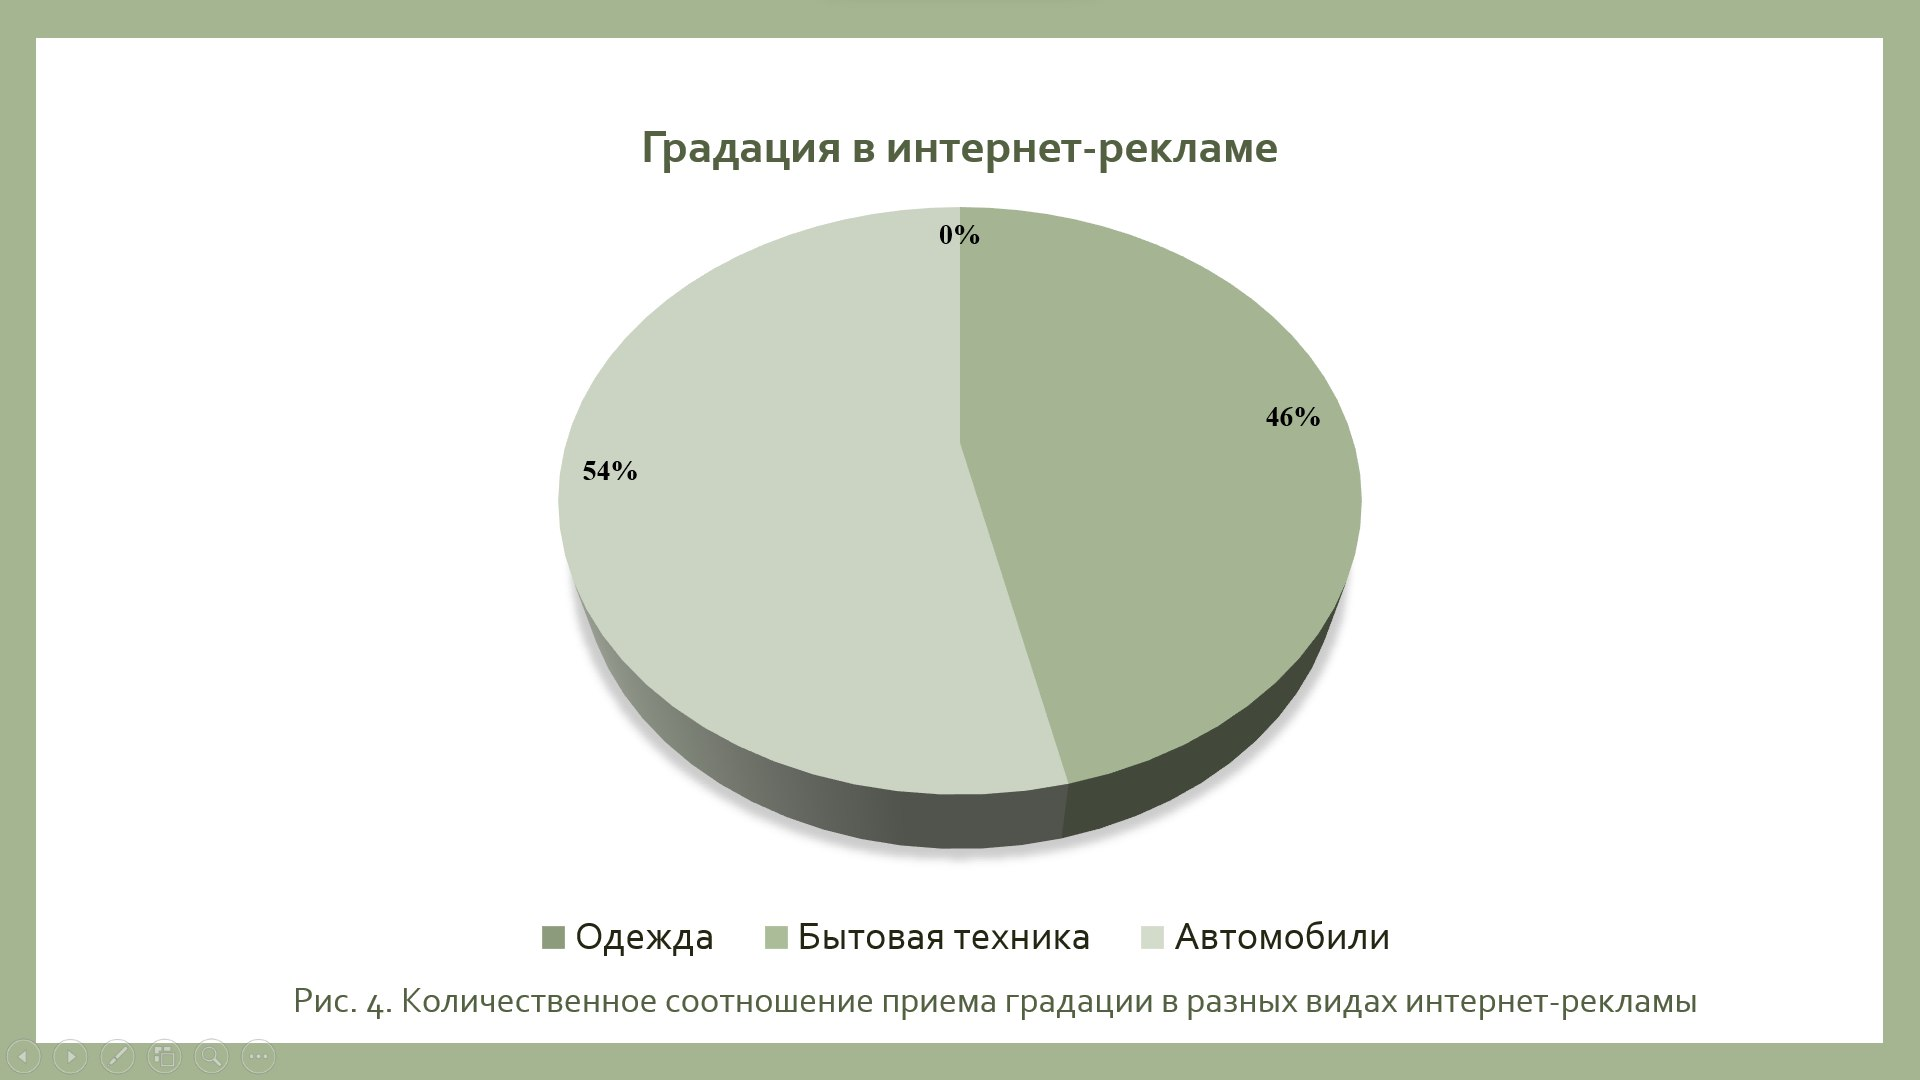 Градация в интернет-рекламе
0%
46%
54%
Одежда Бытовая техника Автомобили
Рис. 4. Количественное соотношение приема градации в разных видах интернет-рекламы